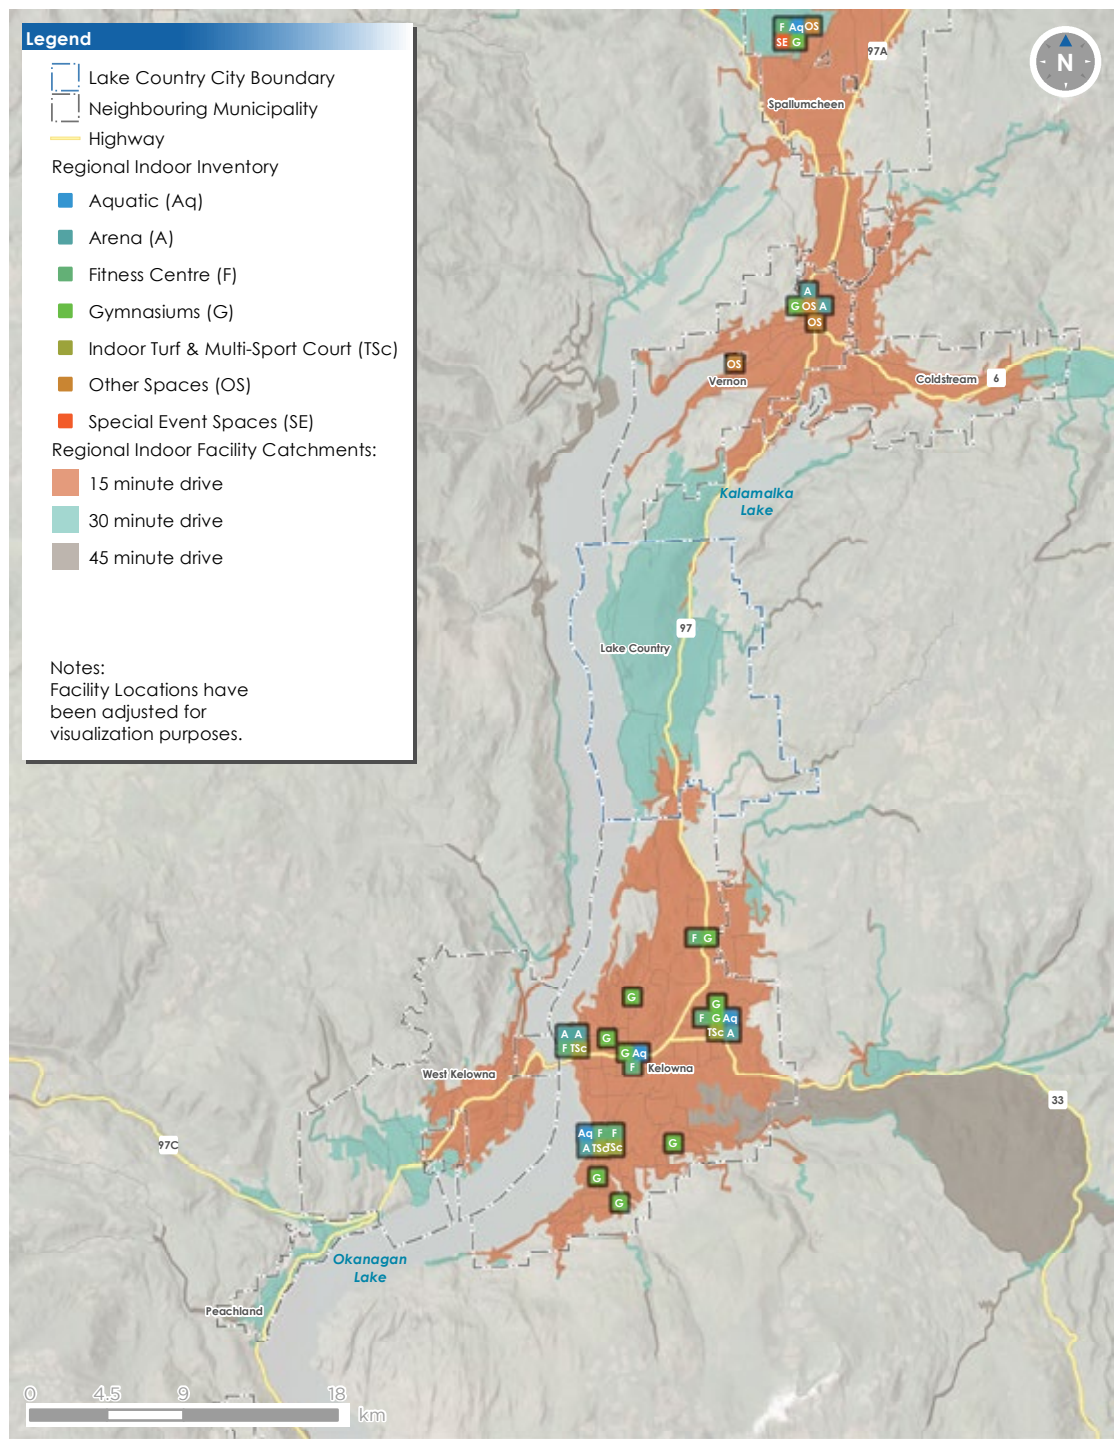 Legend
Lake Country City Boundary
Neighbouring Municipality
Highway
Regional Indoor Inventory
Aquatic (Aq)
Arena (A)
Fitness Centre (F)
Gymnasiums (G)
Indoor Turf & Multi-Sport Court (TSc)
Other Spaces (OS)
Special Event Spaces (SE)
Regional Indoor Facility Catchments:
15 minute drive
30 minute drive
45 minute drive
Notes:
Facility Locations have
been adjusted for
visualization purposes.
F Aq OS
SE G
97A
N
Spallumcheen
A
G OS A
OS
OS
Vernon
Coldstream
6
Kalamalka
Lake
97
Lake Country
F G
G
G
F G Aq
TSc A
A A
F TSc
G
G Aq
F
Kelowna
West Kelowna
33
97C
Aq F F
A TSc TSc
G
G
G
Okanagan
Lake
Peachland
0 4.5 9 18
km